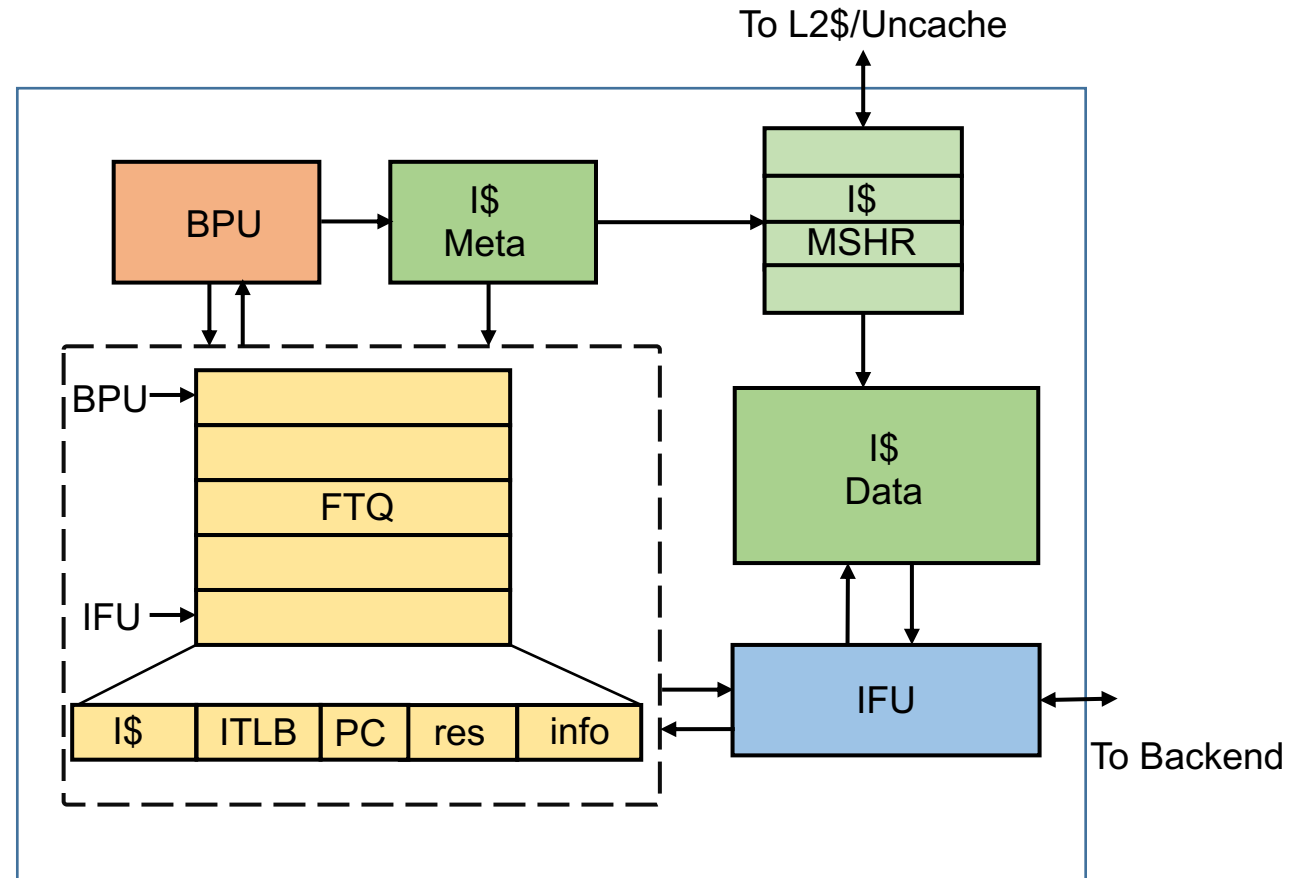 To L2$/Uncache
BPU
I$
Meta
I$
MSHR
BPU
FTQ
IFU
I$
Data
I$ ITLB PC res info
IFU
To Backend